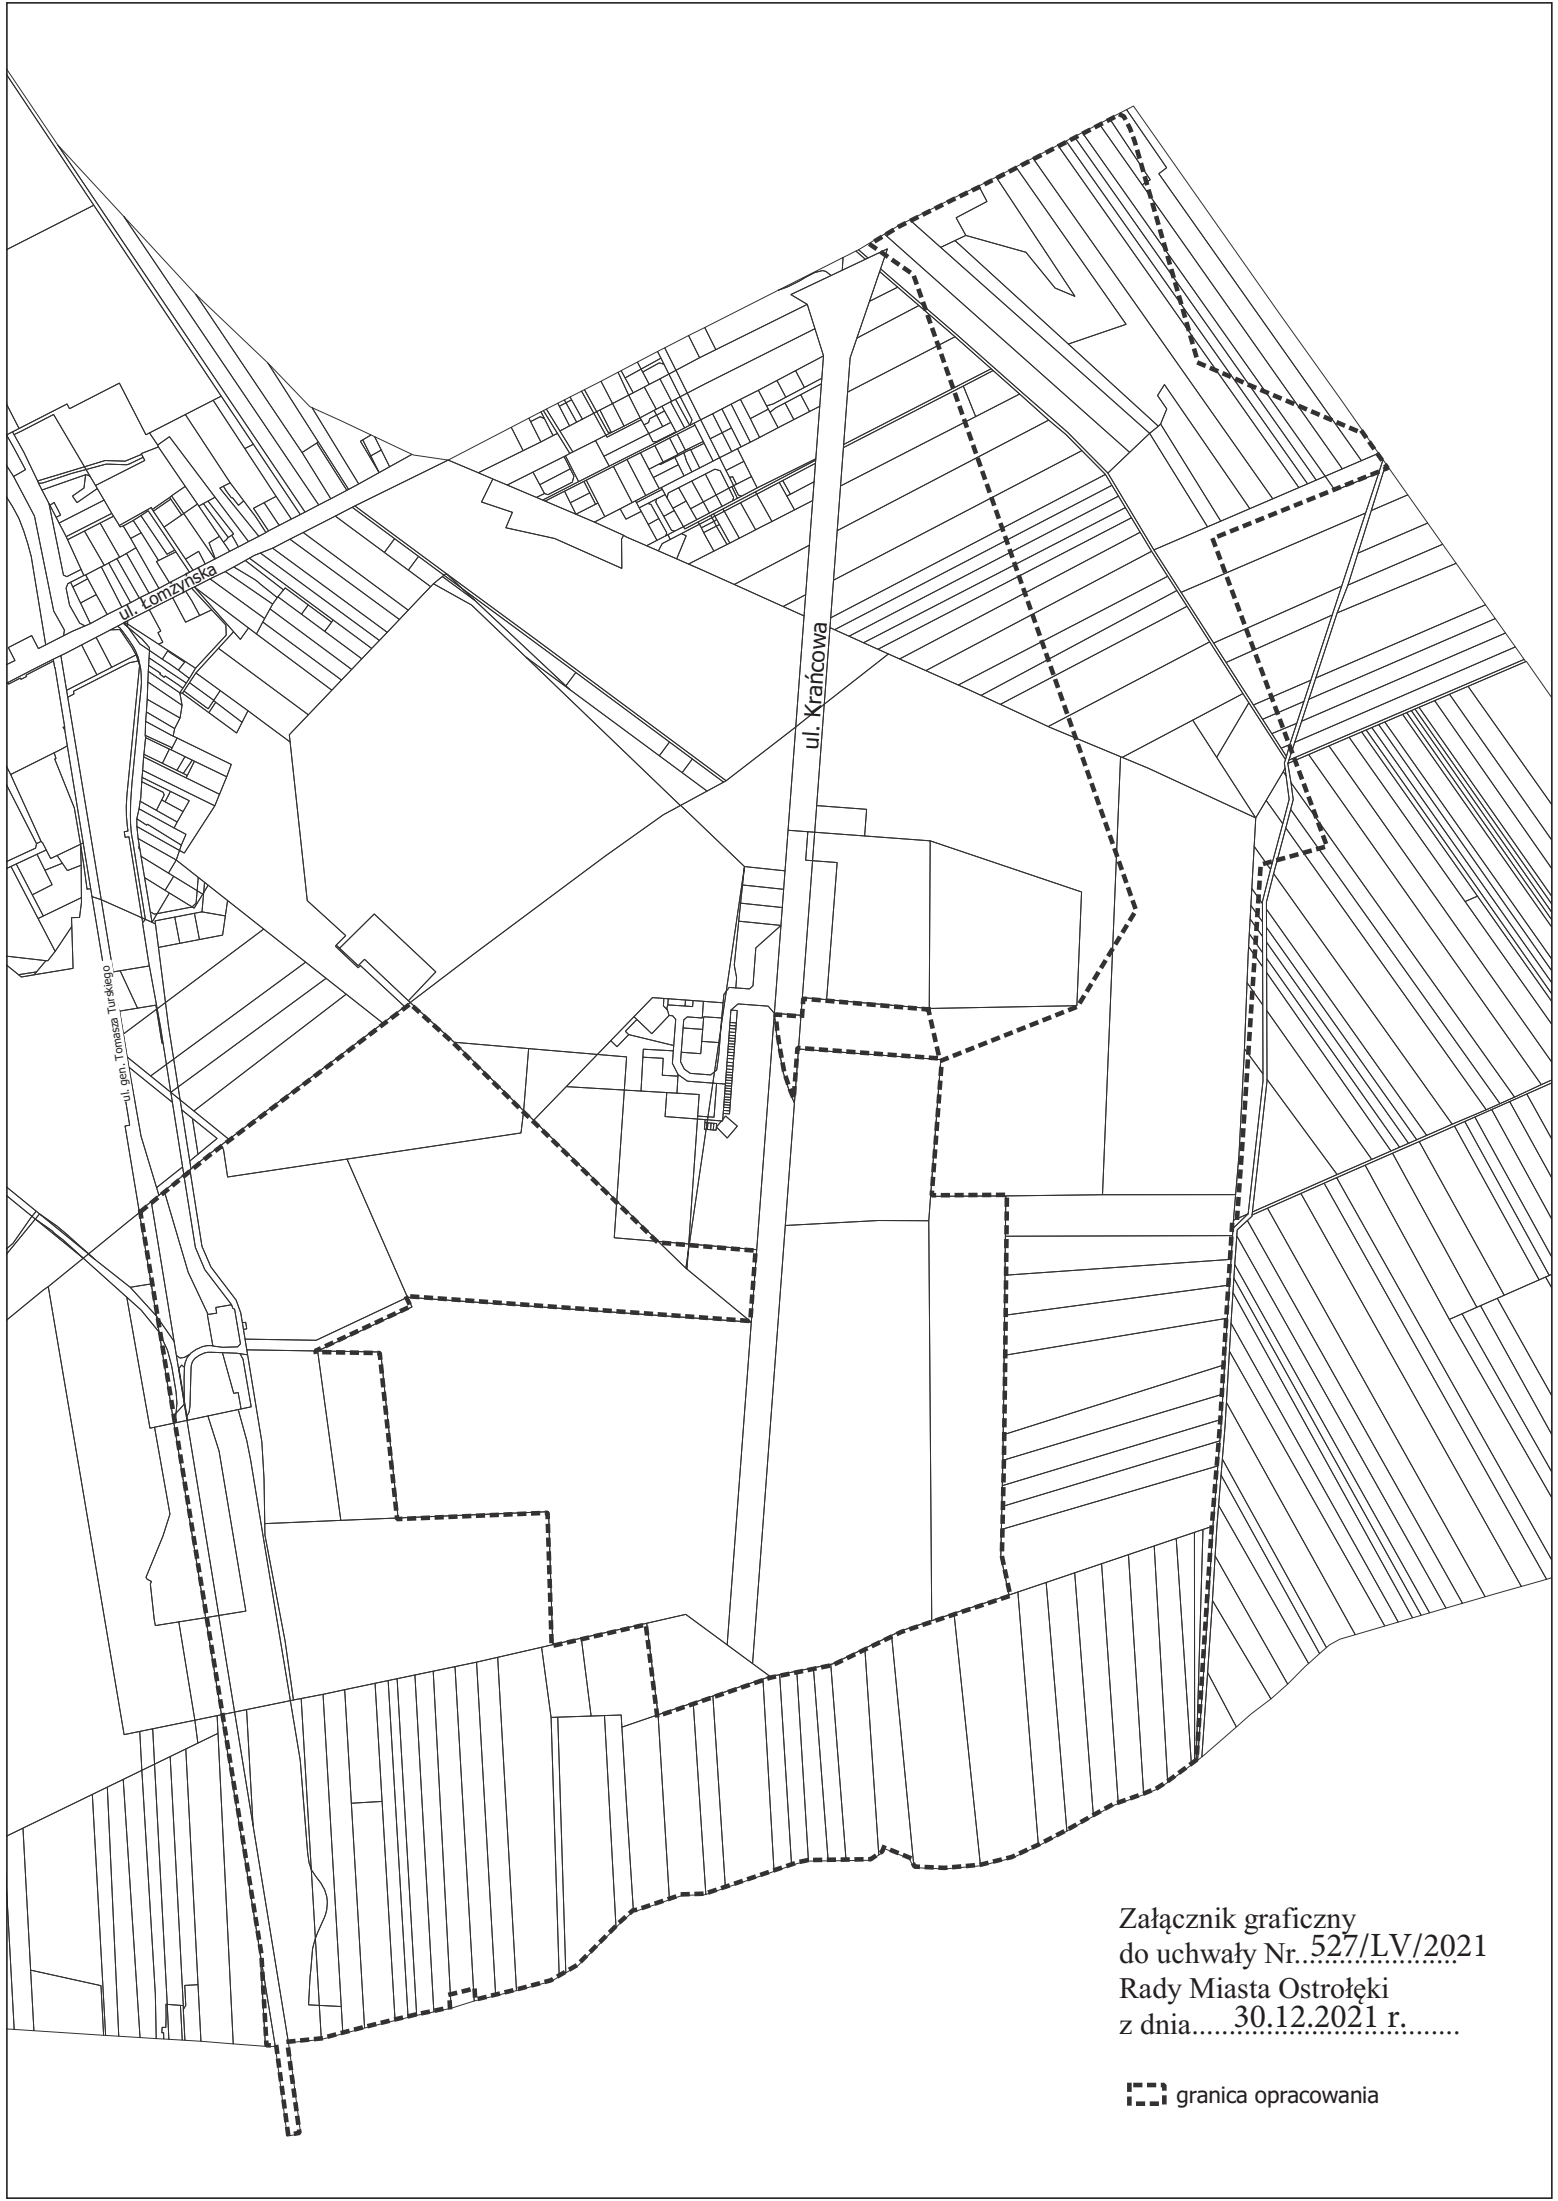 ul. Łomżyńska
ul. Krańcowa
ul. gen. Tomasza Turskiego
Załącznik graficzny
do uchwały Nr..527/LV/2021
Rady Miasta Ostrołęki
z dnia......30.12.2021 r........
granica opracowania